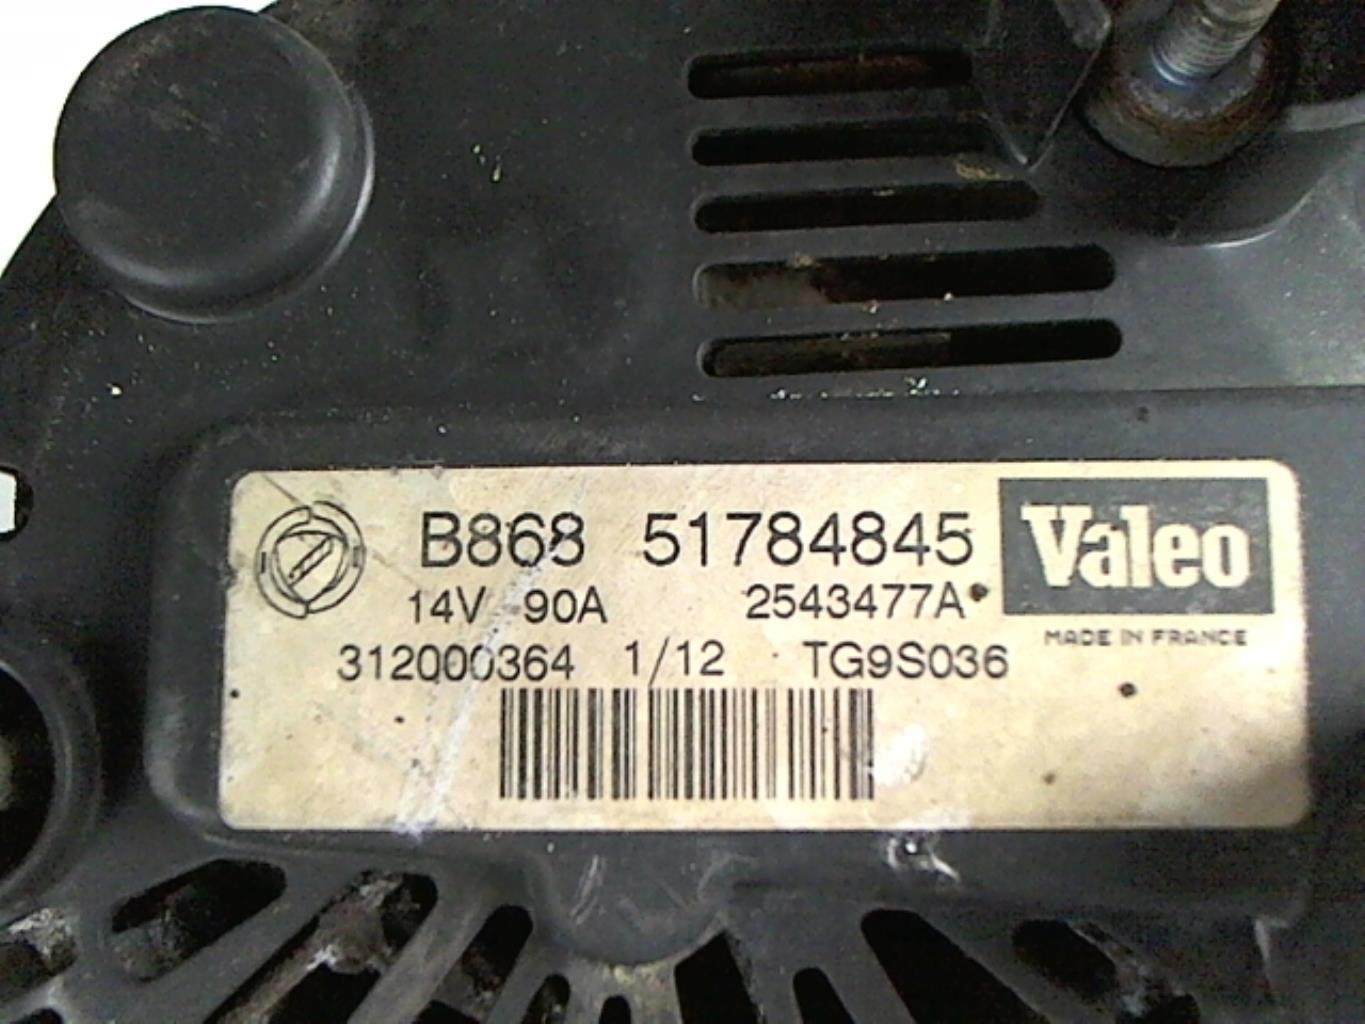 B868 51784845
Valeo
14V 90A 2543477A
MADE IN FRANCE
312000364 1/12 TG9S036